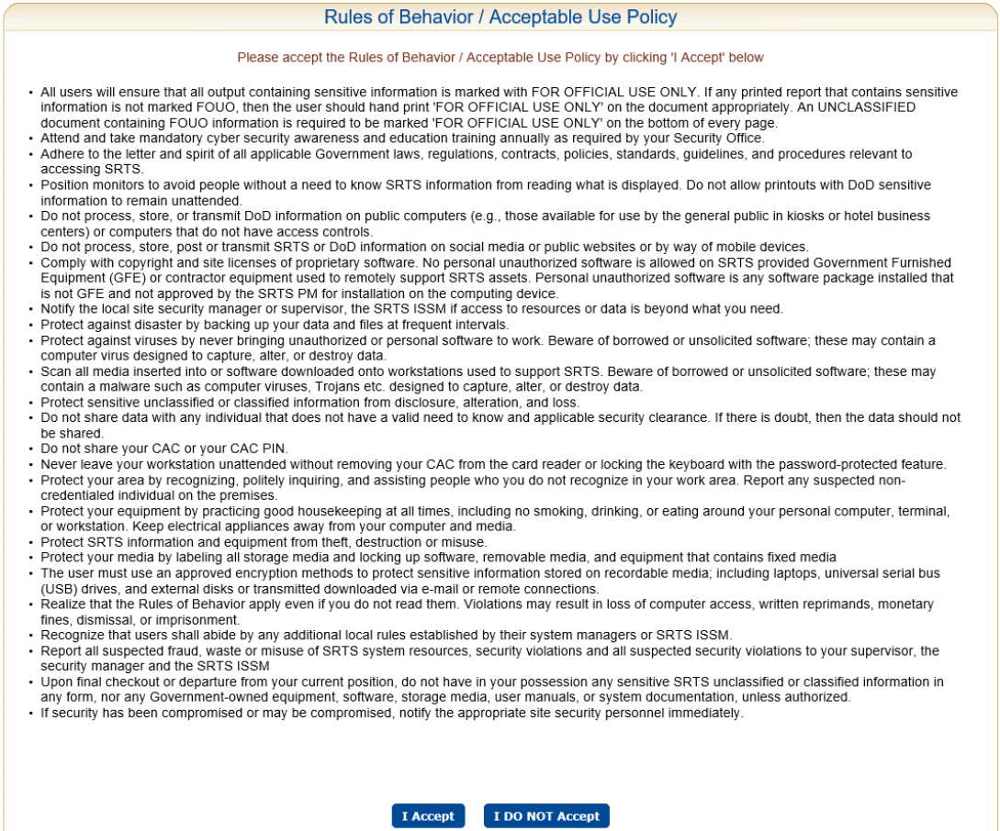 Rules of Behavior / Acceptable Use Policy
Please accept the Rules of Behavior / Acceptable Use Policy by clicking 'I Accept' below
• All users will ensure that all output containing sensitive information is marked with FOR OFFICIAL USE ONLY. If any printed report that contains sensitive
information is not marked FOUO, then the user should hand print 'FOR OFFICIAL USE ONLY' on the document appropriately. An UNCLASSIFIED
document containing FOUO information is required to be marked 'FOR OFFICIAL USE ONLY' on the bottom of every page.
• Attend and take mandatory cyber security awareness and education training annually as required by your Security Office.
• Adhere to the letter and spirit of all applicable Government laws, regulations, contracts, policies, standards, guidelines, and procedures relevant to
accessing SRTS.
• Position monitors to avoid people without a need to know SRTS information from reading what is displayed. Do not allow printouts with DoD sensitive
information to remain unattended.
• Do not process, store, or transmit DoD information on public computers (e.g., those available for use by the general public in kiosks or hotel business
centers) or computers that do not have access controls.
• Do not process, store, post or transmit SRTS or DoD information on social media or public websites or by way of mobile devices.
• Comply with copyright and site licenses of proprietary software. No personal unauthorized software is allowed on SRTS provided Government Furnished
Equipment (GFE) or contractor equipment used to remotely support SRTS assets. Personal unauthorized software is any software package installed that
is not GFE and not approved by the SRTS PM for installation on the computing device.
• Notify the local site security manager or supervisor, the SRTS ISSM if access to resources or data is beyond what you need.
• Protect against disaster by backing up your data and files at frequent intervals.
• Protect against viruses by never bringing unauthorized or personal software to work. Beware of borrowed or unsolicited software; these may contain a
computer virus designed to capture, alter, or destroy data.
• Scan all media inserted into or software downloaded onto workstations used to support SRTS. Beware of borrowed or unsolicited software; these may
contain a malware such as computer viruses, Trojans etc. designed to capture, alter, or destroy data.
• Protect sensitive unclassified or classified information from disclosure, alteration, and loss.
• Do not share data with any individual that does not have a valid need to know and applicable security clearance. If there is doubt, then the data should not
be shared.
• Do not share your CAC or your CAC PIN.
• Never leave your workstation unattended without removing your CAC from the card reader or locking the keyboard with the password-protected feature.
• Protect your area by recognizing, politely inquiring, and assisting people who you do not recognize in your work area. Report any suspected non-
credentialed individual on the premises.
• Protect your equipment by practicing good housekeeping at all times, including no smoking, drinking, or eating around your personal computer, terminal,
or workstation. Keep electrical appliances away from your computer and media.
• Protect SRTS information and equipment from theft, destruction or misuse.
• Protect your media by labeling all storage media and locking up software, removable media, and equipment that contains fixed media
• The user must use an approved encryption methods to protect sensitive information stored on recordable media; including laptops, universal serial bus
(USB) drives, and external disks or transmitted downloaded via e-mail or remote connections.
• Realize that the Rules of Behavior apply even if you do not read them. Violations may result in loss of computer access, written reprimands, monetary
fines, dismissal, or imprisonment.
• Recognize that users shall abide by any additional local rules established by their system managers or SRTS ISSM.
• Report all suspected fraud, waste or misuse of SRTS system resources, security violations and all suspected security violations to your supervisor, the
security manager and the SRTS ISSM
• Upon final checkout or departure from your current position, do not have in your possession any sensitive SRTS unclassified or classified information in
any form, nor any Government-owned equipment, software, storage media, user manuals, or system documentation, unless authorized.
• If security has been compromised or may be compromised, notify the appropriate site security personnel immediately.
I Accept
I DO NOT Accept